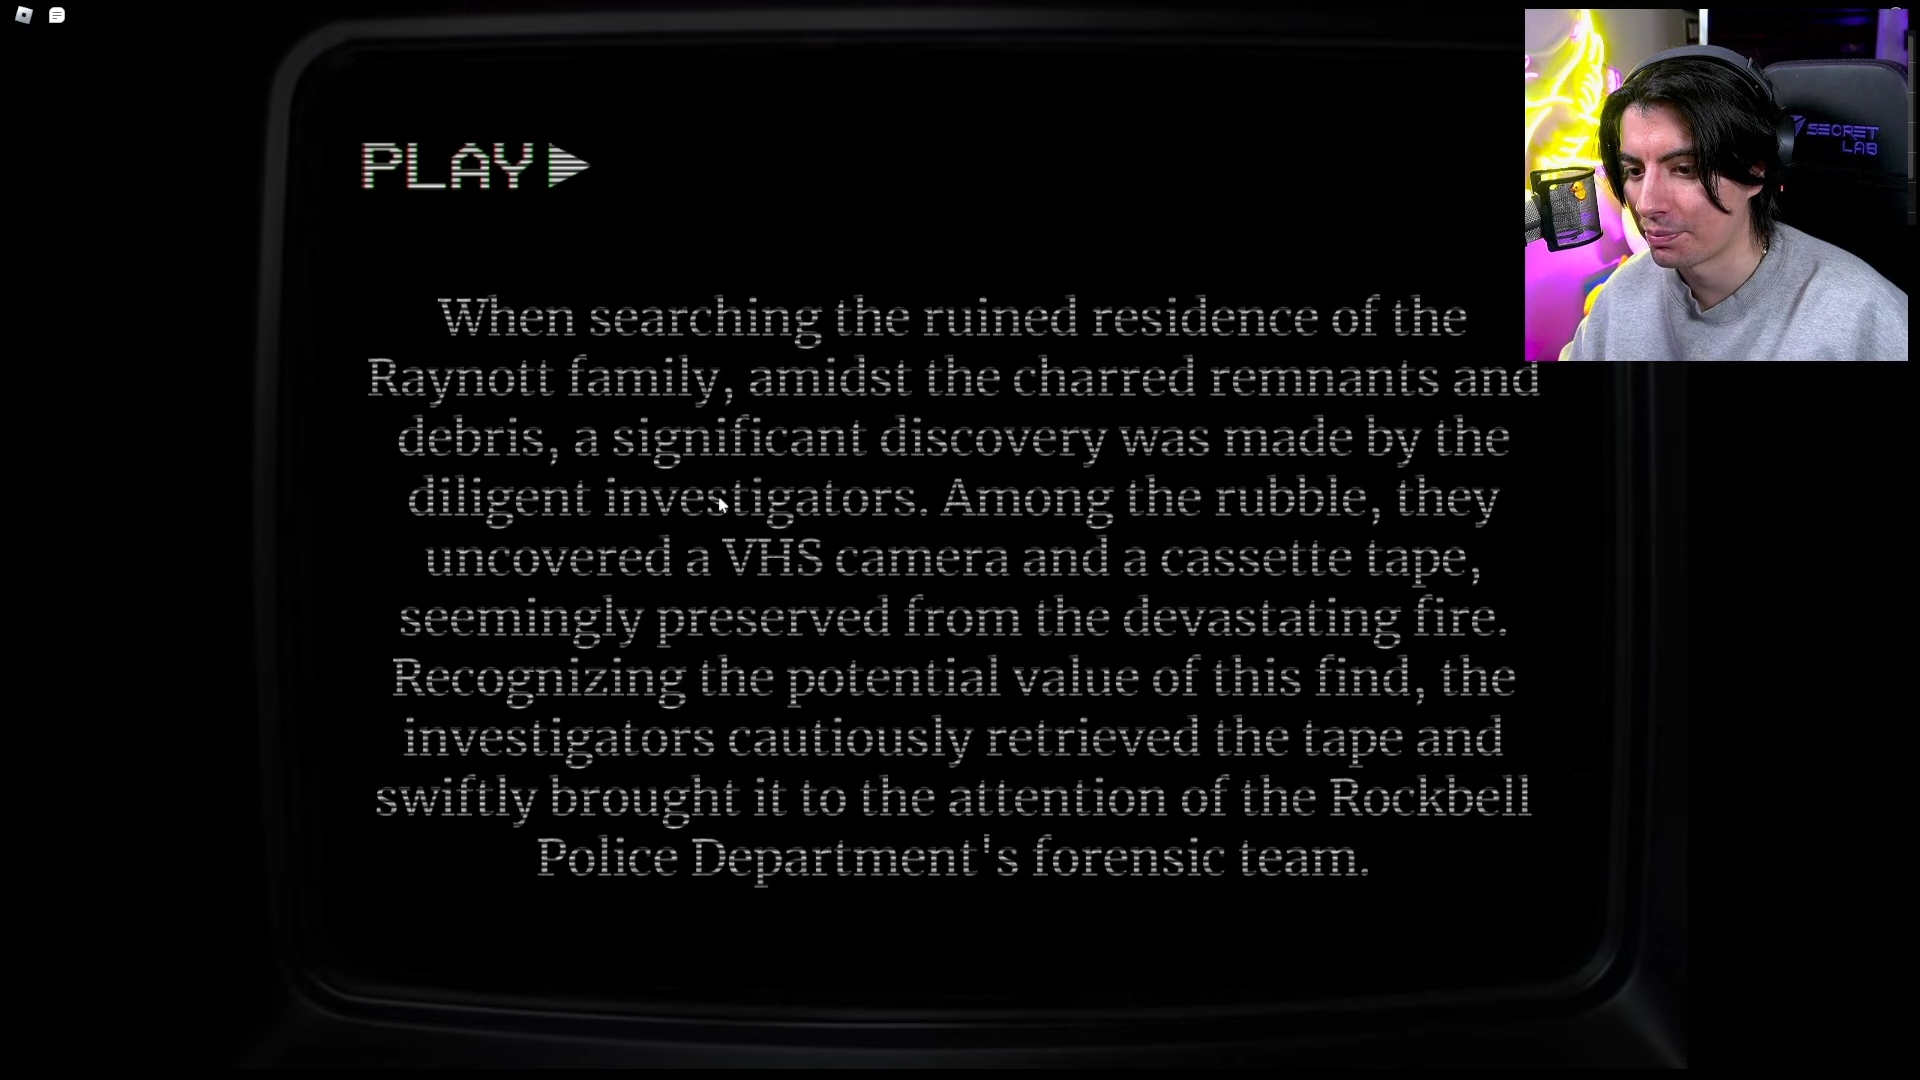 PLAY
When searching the ruined residence of the
Raynott family, amidst the charred remnants and
debris, a significant discovery was made by the
diligent investigators. Among the rubble, they
uncovered a VHS camera and a cassette tape,
seemingly preserved from the devastating fire.
Recognizing the potential value of this find, the
investigators cautiously retrieved the tape and
swiftly brought it to the attention of the Rockbell
Police Department's forensic team.
SECRET
LAB